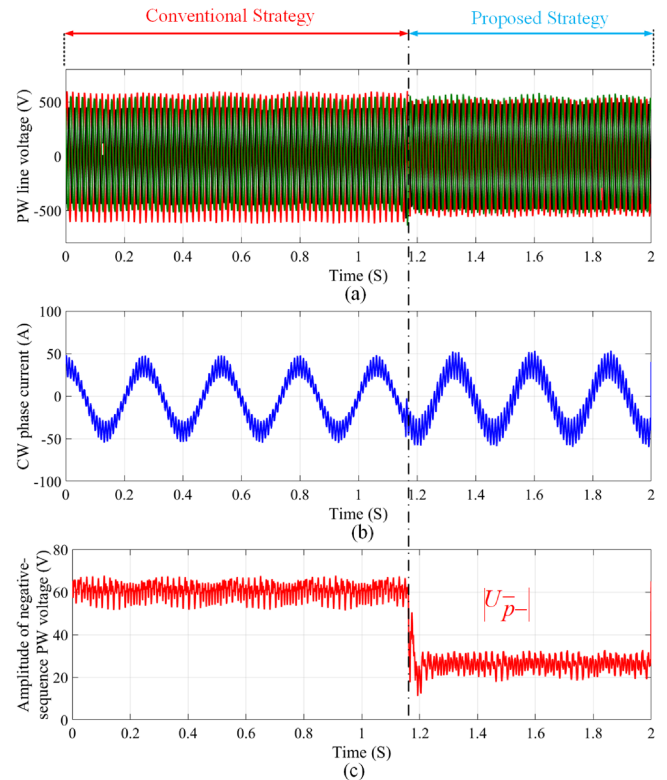 Conventional Strategy
Proposed Strategy
PW line voltage (V)
500
0
-500
0 0.2 0.4 0.6 0.8 1 1.2 1.4 1.6 1.8 2
Time (S)
(a)
CW phase current (A)
100
50
0
-50
-100
0 0.2 0.4 0.6 0.8 1 1.2 1.4 1.6 1.8 2
Time (S)
(b)
Amplitude of negative-
sequence PW voltage (V)
80
60
40
20
0
|U⁻p−|
0 0.2 0.4 0.6 0.8 1 1.2 1.4 1.6 1.8 2
Time (S)
(c)